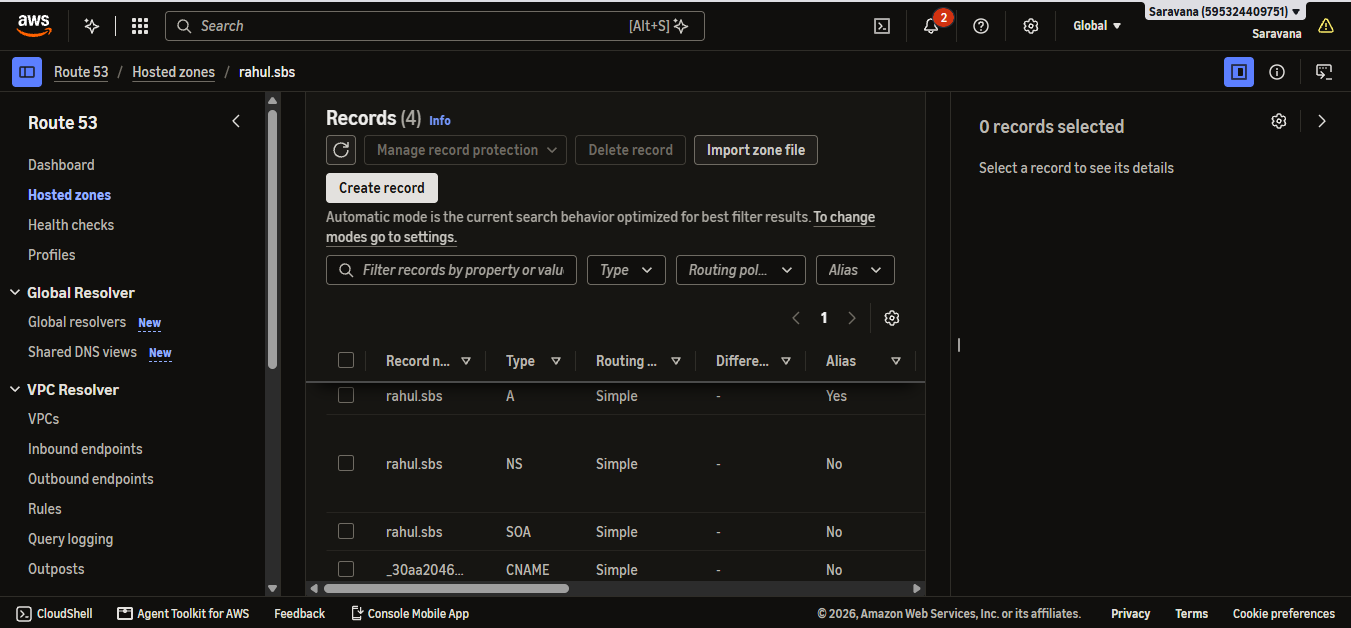 aws
Search
[Alt+S]
2
Global
Saravana (595324409751)
Saravana
Route 53 / Hosted zones / rahul.sbs
Route 53
Dashboard
Hosted zones
Health checks
Profiles
Global Resolver
Global resolvers New
Shared DNS views New
VPC Resolver
VPCs
Inbound endpoints
Outbound endpoints
Rules
Query logging
Outposts
Records (4) Info
Manage record protection
Delete record
Import zone file
Create record
Automatic mode is the current search behavior optimized for best filter results. To change
modes go to settings.
Filter records by property or valu
Type
Routing pol...
Alias
1
Record n... Type Routing ... Differe... Alias
rahul.sbs A Simple - Yes
rahul.sbs NS Simple - No
rahul.sbs SOA Simple - No
_30aa2046... CNAME Simple - No
0 records selected
Select a record to see its details
CloudShell
Agent Toolkit for AWS
Feedback
Console Mobile App
© 2026, Amazon Web Services, Inc. or its affiliates.
Privacy
Terms
Cookie preferences